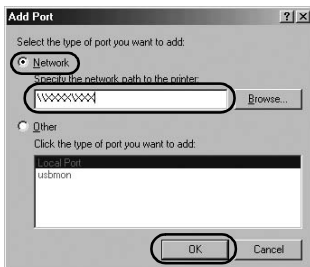 Add Port
? X
Select the type of port you want to add:
Network
Specify the network path to the printer:
\\XXXX\XXX
Browse...
Other
Click the type of port you want to add:
Local Port
usbmon
OK
Cancel